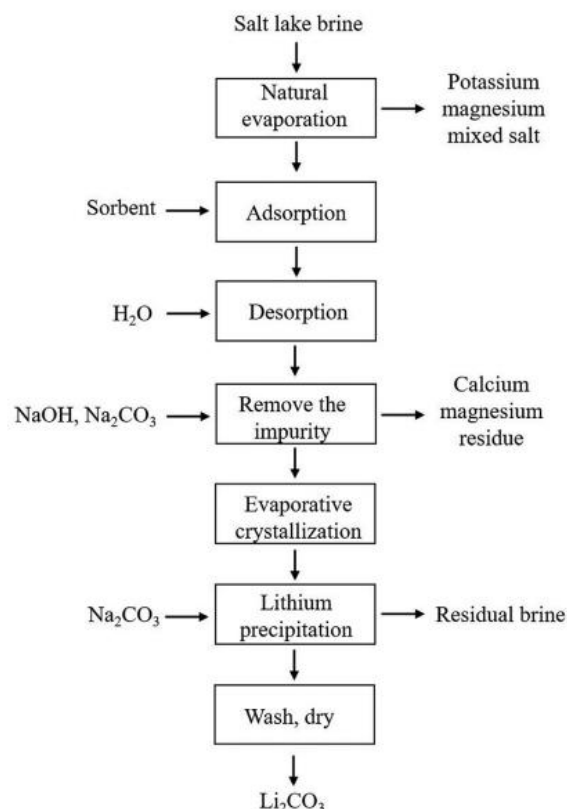 Salt lake brine
Natural
evaporation
Potassium
magnesium
mixed salt
Sorbent
Adsorption
H₂O
Desorption
NaOH, Na₂CO₃
Remove the
impurity
Calcium
magnesium
residue
Evaporative
crystallization
Na₂CO₃
Lithium
precipitation
Residual brine
Wash, dry
Li₂CO₃